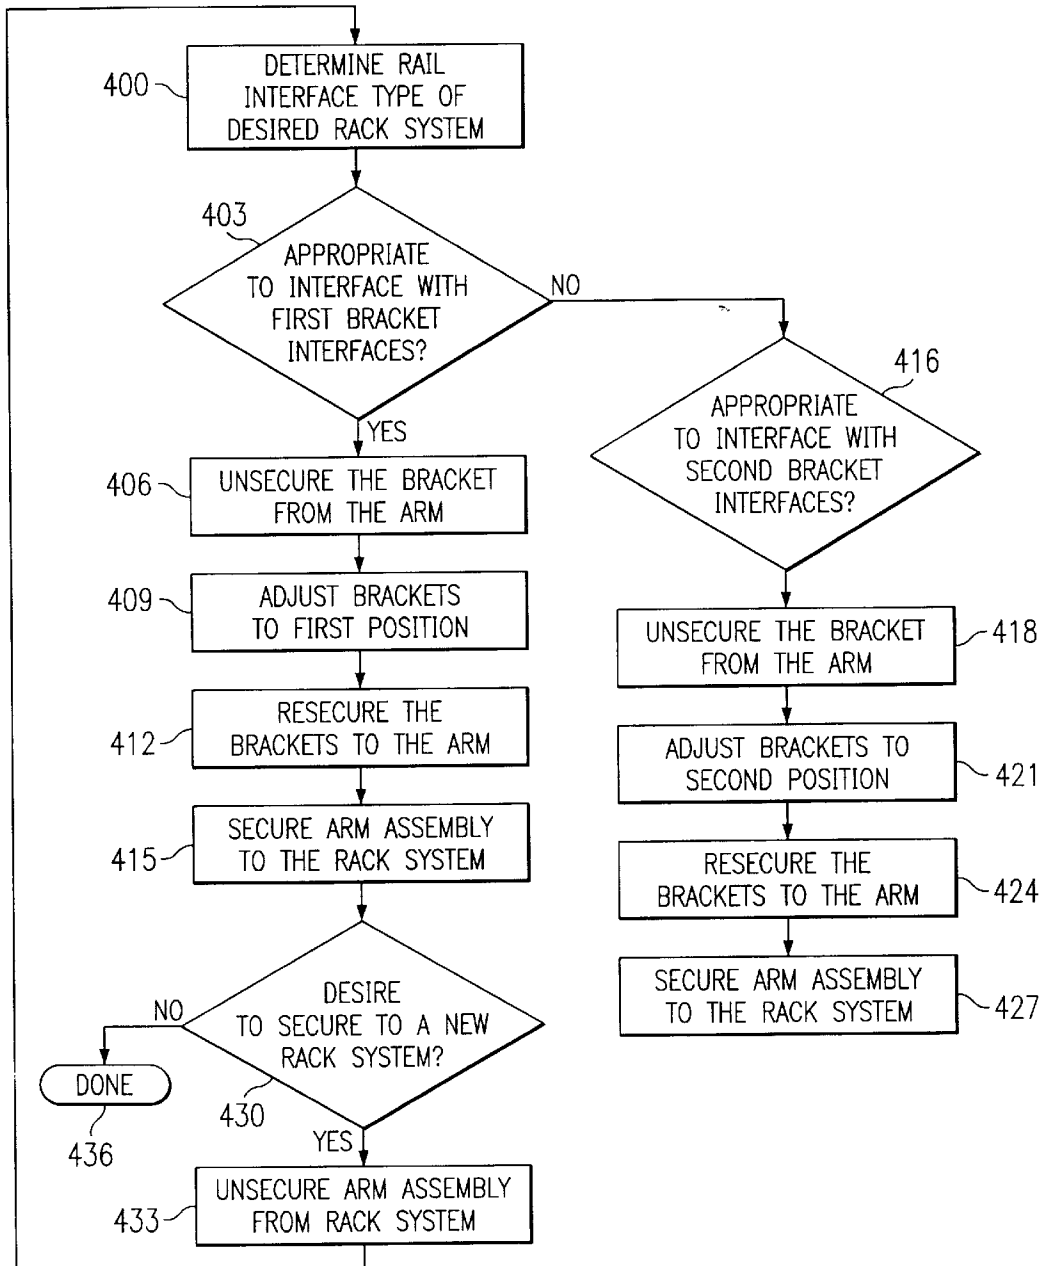 400
DETERMINE RAIL
INTERFACE TYPE OF
DESIRED RACK SYSTEM
403
APPROPRIATE
TO INTERFACE WITH
FIRST BRACKET
INTERFACES?
NO
YES
406
UNSECURE THE BRACKET
FROM THE ARM
409
ADJUST BRACKETS
TO FIRST POSITION
412
RESECURE THE
BRACKETS TO THE ARM
415
SECURE ARM ASSEMBLY
TO THE RACK SYSTEM
416
APPROPRIATE
TO INTERFACE WITH
SECOND BRACKET
INTERFACES?
UNSECURE THE BRACKET
FROM THE ARM
418
ADJUST BRACKETS TO
SECOND POSITION
421
RESECURE THE
BRACKETS TO THE ARM
424
SECURE ARM ASSEMBLY
TO THE RACK SYSTEM
427
DESIRE
TO SECURE TO A NEW
RACK SYSTEM?
430
NO
DONE
436
YES
433
UNSECURE ARM ASSEMBLY
FROM RACK SYSTEM